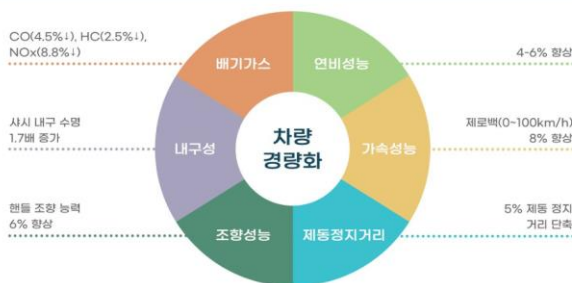 CO(4.5%↓), HC(2.5%↓),
NOx(8.8%↓)
배기가스
연비성능
4-6% 향상
샤시 내구 수명
1.7배 증가
내구성
차량
경량화
가속성능
제로백(0~100km/h)
8% 향상
핸들 조향 능력
6% 향상
조향성능
제동정지거리
5% 제동 정지
거리 단축